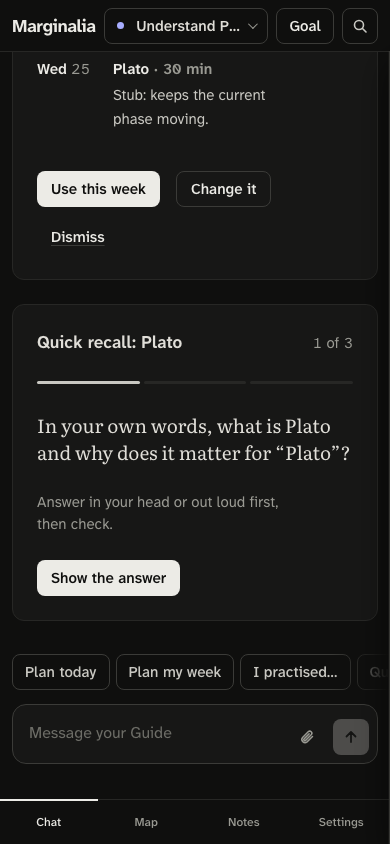 Marginalia
Understand P...
Goal
Wed 25
Plato · 30 min
Stub: keeps the current
phase moving.
Use this week
Change it
Dismiss
Quick recall: Plato
1 of 3
In your own words, what is Plato
and why does it matter for “Plato”?
Answer in your head or out loud first,
then check.
Show the answer
Plan today
Plan my week
I practised...
Message your Guide
Chat
Map
Notes
Settings